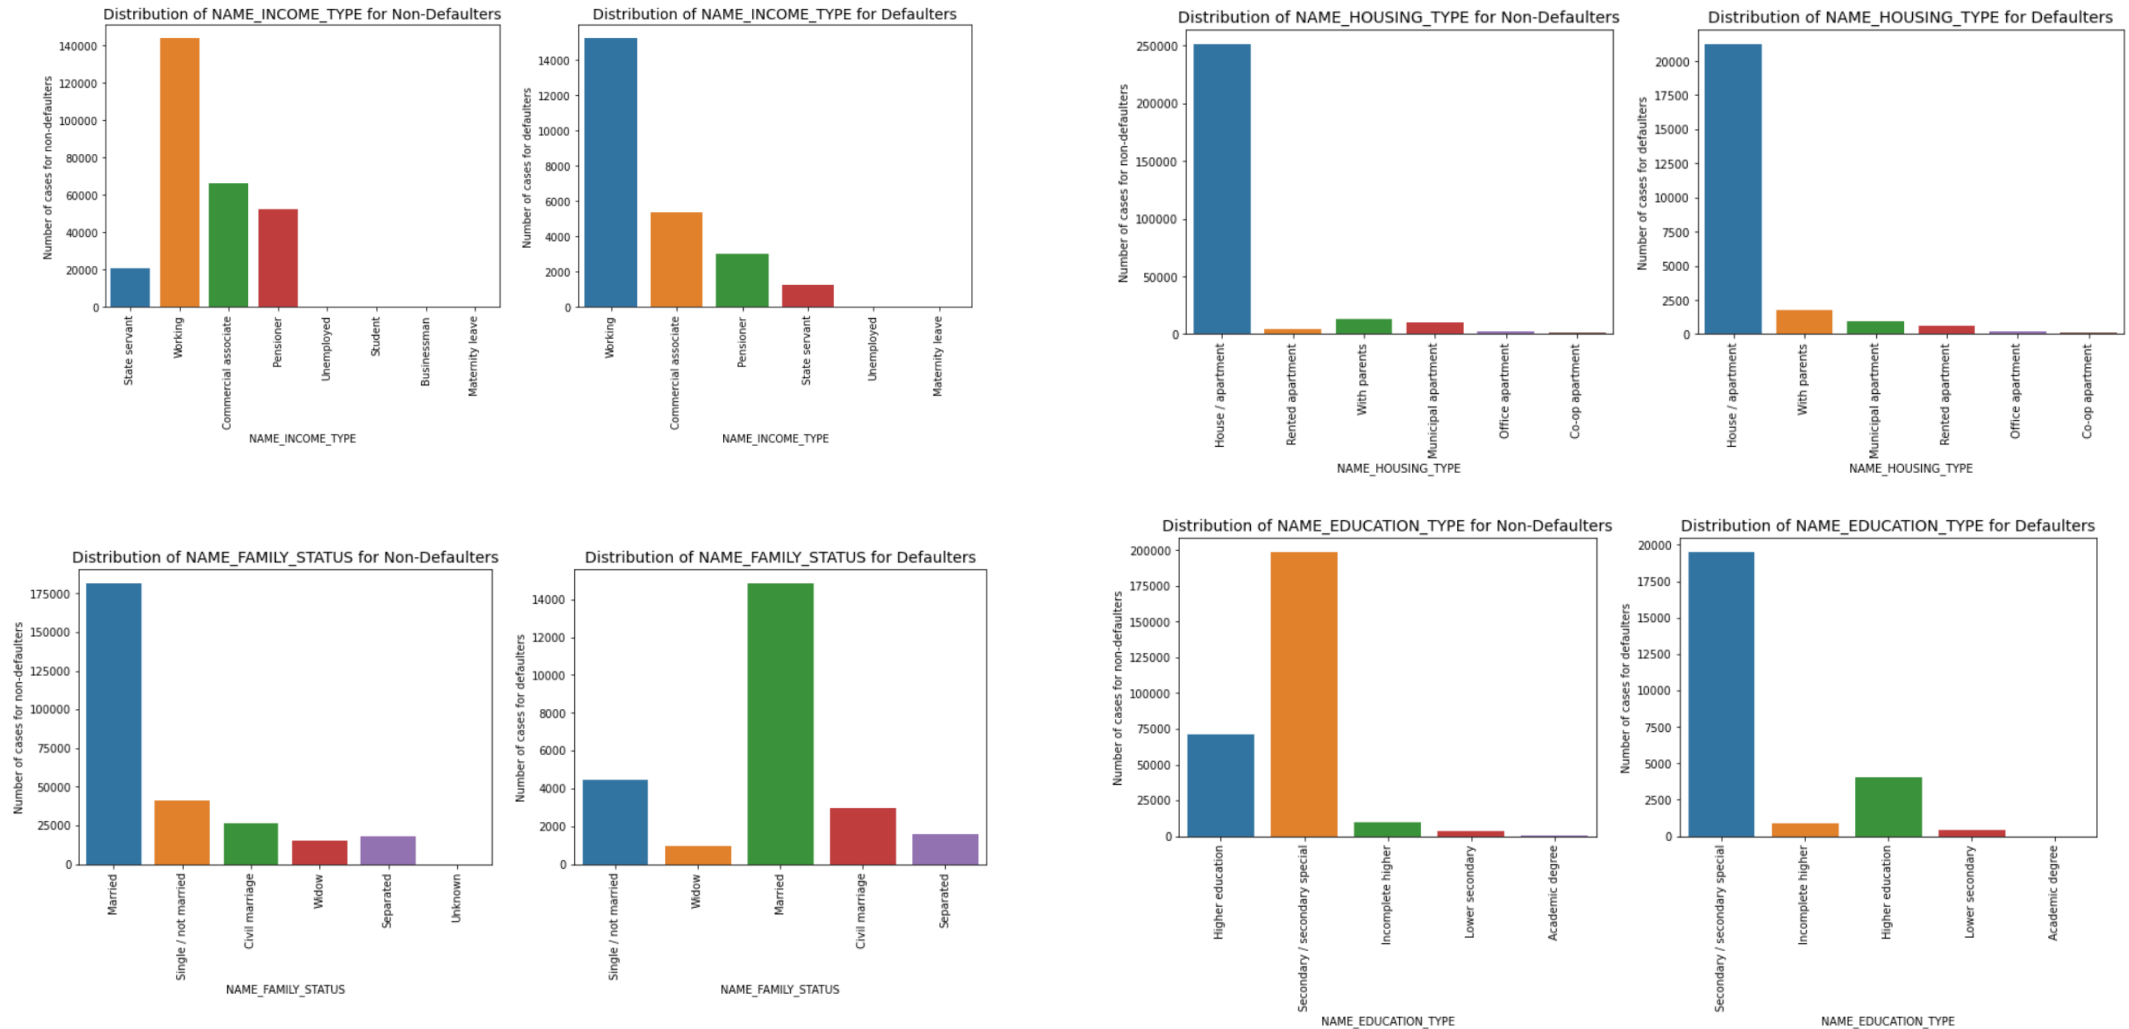 Distribution of NAME_INCOME_TYPE for Non-Defaulters
Number of cases for non-defaulters
140000
120000
100000
80000
60000
40000
20000
0
State servant
Working
Commercial associate
Pensioner
Unemployed
Student
Businessman
Maternity leave
NAME_INCOME_TYPE
Distribution of NAME_INCOME_TYPE for Defaulters
Number of cases for defaulters
14000
12000
10000
8000
6000
4000
2000
0
Working
Commercial associate
Pensioner
State servant
Unemployed
Maternity leave
NAME_INCOME_TYPE
Distribution of NAME_HOUSING_TYPE for Non-Defaulters
Number of cases for non-defaulters
250000
200000
150000
100000
50000
0
House / apartment
Rented apartment
With parents
Municipal apartment
Office apartment
Co-op apartment
NAME_HOUSING_TYPE
Distribution of NAME_HOUSING_TYPE for Defaulters
Number of cases for defaulters
20000
17500
15000
12500
10000
7500
5000
2500
0
House / apartment
With parents
Municipal apartment
Rented apartment
Office apartment
Co-op apartment
NAME_HOUSING_TYPE
Distribution of NAME_FAMILY_STATUS for Non-Defaulters
Number of cases for non-defaulters
175000
150000
125000
100000
75000
50000
25000
0
Married
Single / not married
Civil marriage
Widow
Separated
Unknown
NAME_FAMILY_STATUS
Distribution of NAME_FAMILY_STATUS for Defaulters
Number of cases for defaulters
14000
12000
10000
8000
6000
4000
2000
0
Single / not married
Widow
Married
Civil marriage
Separated
NAME_FAMILY_STATUS
Distribution of NAME_EDUCATION_TYPE for Non-Defaulters
Number of cases for non-defaulters
200000
175000
150000
125000
100000
75000
50000
25000
0
Higher education
Secondary / secondary special
Incomplete higher
Lower secondary
Academic degree
NAME_EDUCATION_TYPE
Distribution of NAME_EDUCATION_TYPE for Defaulters
Number of cases for defaulters
20000
17500
15000
12500
10000
7500
5000
2500
0
Secondary / secondary special
Incomplete higher
Higher education
Lower secondary
Academic degree
NAME_EDUCATION_TYPE